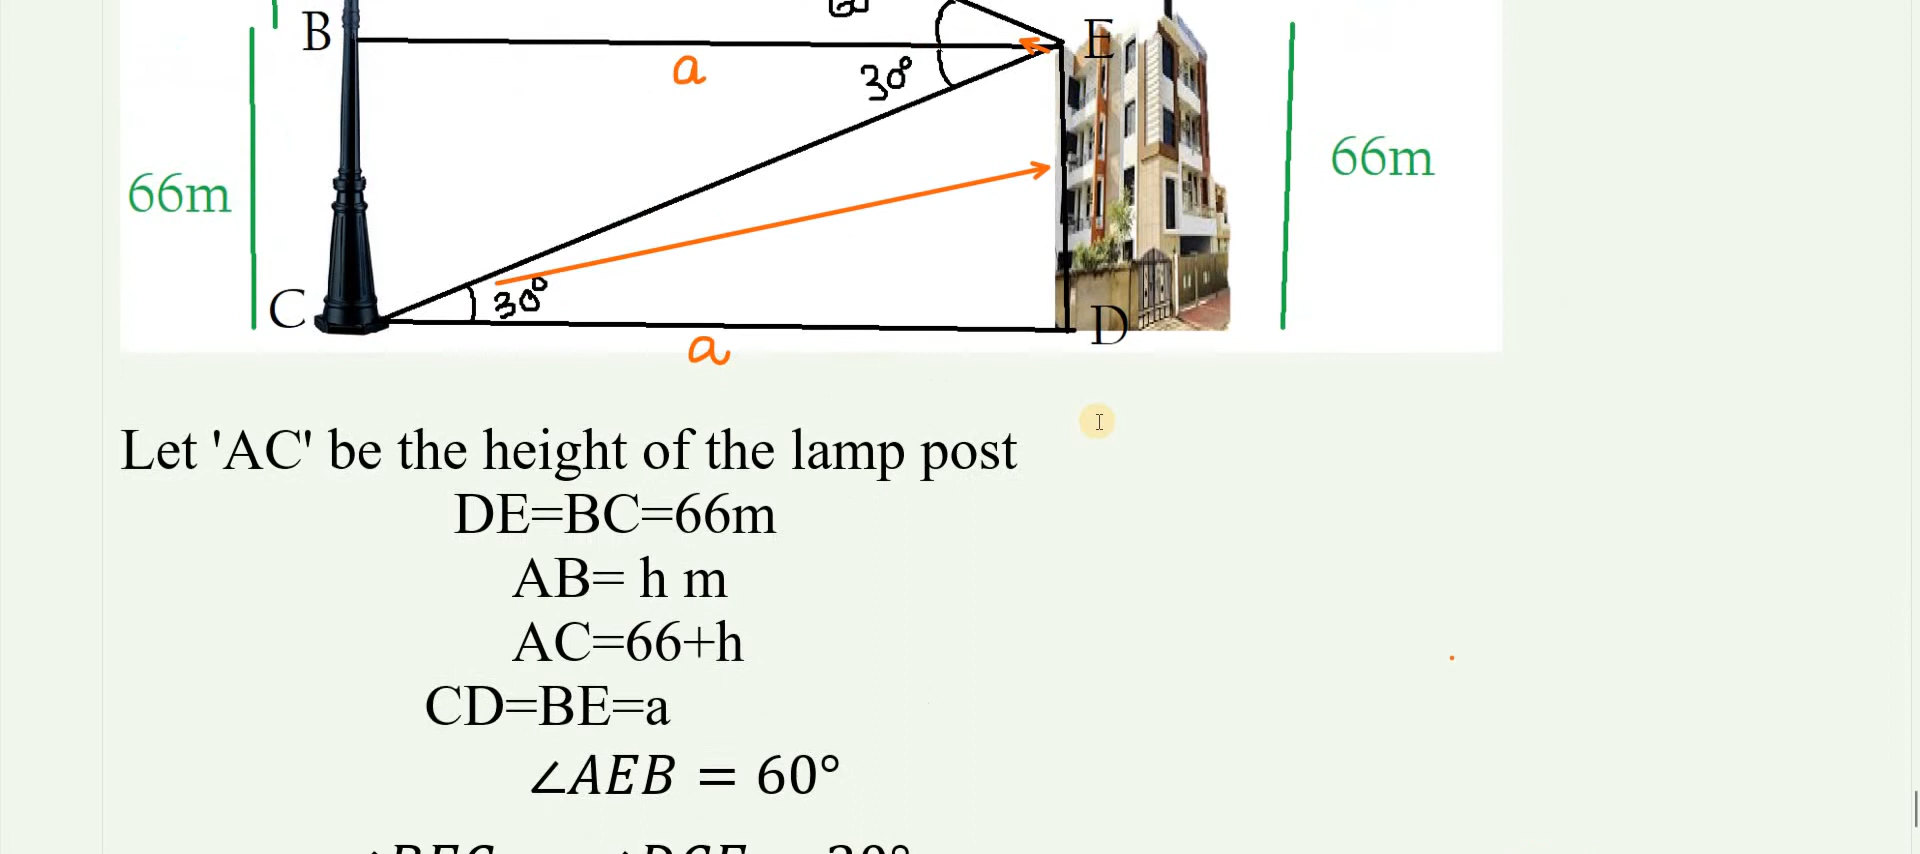 B
E
a
30°
66m
66m
C
30°
D
a
Let 'AC' be the height of the lamp post
DE=BC=66m
AB= h m
AC=66+h
CD=BE=a
∠AEB = 60°